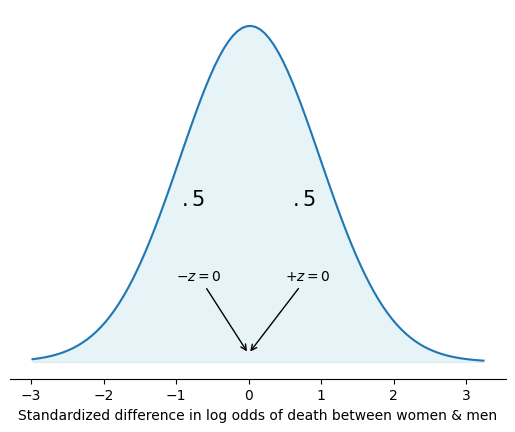 .5 .5
−z = 0 +z = 0
−3 −2 −1 0 1 2 3
Standardized difference in log odds of death between women & men